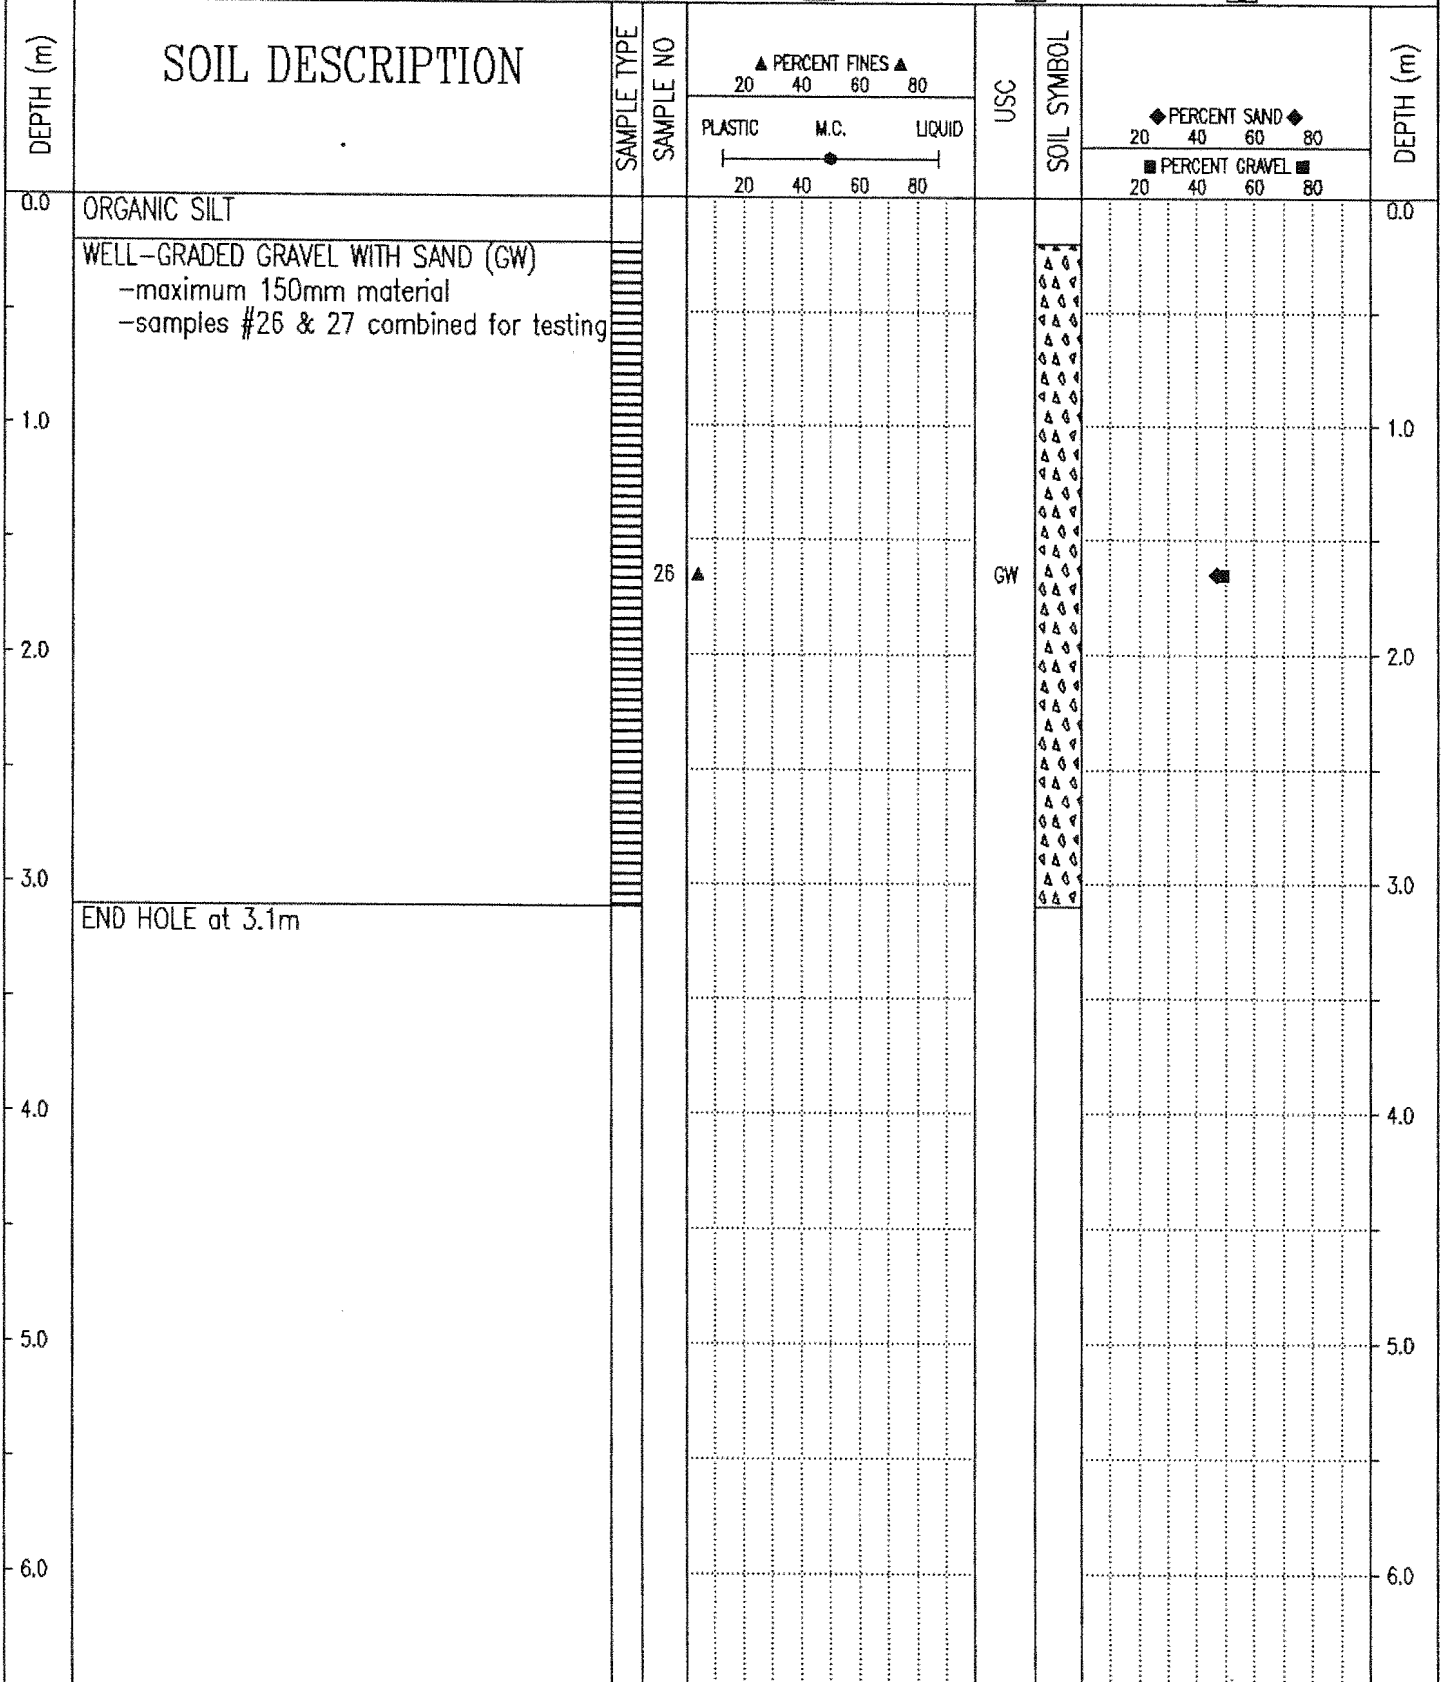 DEPTH (m)
SOIL DESCRIPTION
SAMPLE TYPE
SAMPLE NO
▲ PERCENT FINES ▲
20 40 60 80
PLASTIC M.C. LIQUID
20 40 60 80
USC
SOIL SYMBOL
◆ PERCENT SAND ◆
20 40 60 80
■ PERCENT GRAVEL ■
20 40 60 80
DEPTH (m)
0.0 ORGANIC SILT 0.0
WELL-GRADED GRAVEL WITH SAND (GW)
-maximum 150mm material
-samples #26 & 27 combined for testing
1.0 1.0
26 GW
2.0 2.0
3.0 3.0
END HOLE at 3.1m
4.0 4.0
5.0 5.0
6.0 6.0